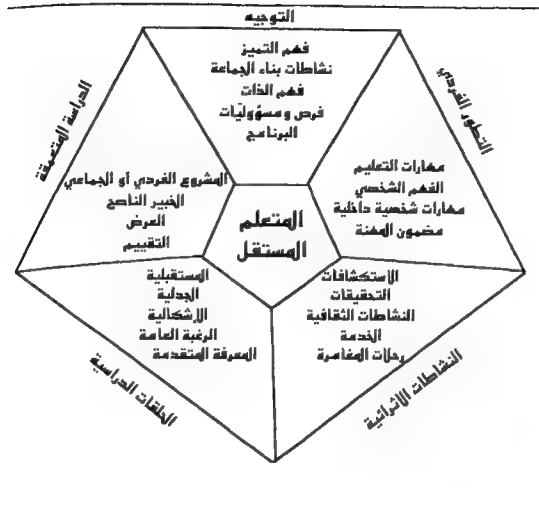 التوجيه
فهم التميز
نشاطات بناء الجماعة
فهم الذات
فرص ومسؤوليات
البرنامج
التطور الفردي
مهارات التعليم
الفهم الشخصي
مهارات شخصية داخلية
مضمون المهنة
النشاطات الاثرائية
الاستكشافات
التحقيقات
النشاطات الثقافية
الخدمة
رحلات المغامرة
الحلقات الدراسية
المستقبلية
الجدلية
الإشكالية
الرغبة العامة
المعرفة المتقدمة
الدراسة المتعمقة
المشروع الفردي أو الجماعي
الخبير الناصح
العرض
التقييم
المتعلم
المستقل